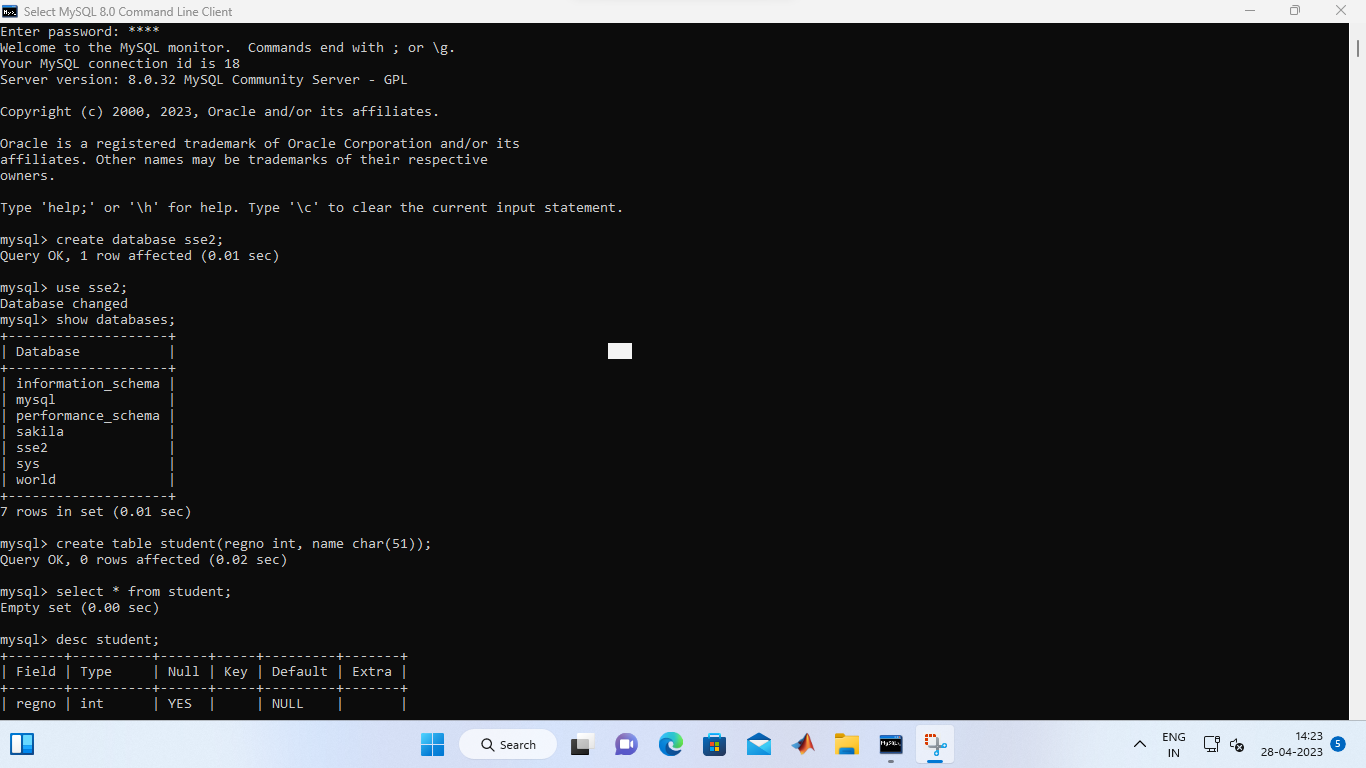 Select MySQL 8.0 Command Line Client
Enter password: ****
Welcome to the MySQL monitor.  Commands end with ; or \g.
Your MySQL connection id is 18
Server version: 8.0.32 MySQL Community Server - GPL
Copyright (c) 2000, 2023, Oracle and/or its affiliates.
Oracle is a registered trademark of Oracle Corporation and/or its
affiliates. Other names may be trademarks of their respective
owners.
Type 'help;' or '\h' for help. Type '\c' to clear the current input statement.
mysql> create database sse2;
Query OK, 1 row affected (0.01 sec)
mysql> use sse2;
Database changed
mysql> show databases;
+--------------------+
| Database           |
+--------------------+
| information_schema |
| mysql              |
| performance_schema |
| sakila             |
| sse2               |
| sys                |
| world              |
+--------------------+
7 rows in set (0.01 sec)
mysql> create table student(regno int, name char(51));
Query OK, 0 rows affected (0.02 sec)
mysql> select * from student;
Empty set (0.00 sec)
mysql> desc student;
+-------+----------+------+-----+---------+-------+
| Field | Type     | Null | Key | Default | Extra |
+-------+----------+------+-----+---------+-------+
| regno | int      | YES  |     | NULL    |       |
Search
MySQL
ENG
IN
14:23
28-04-2023
5